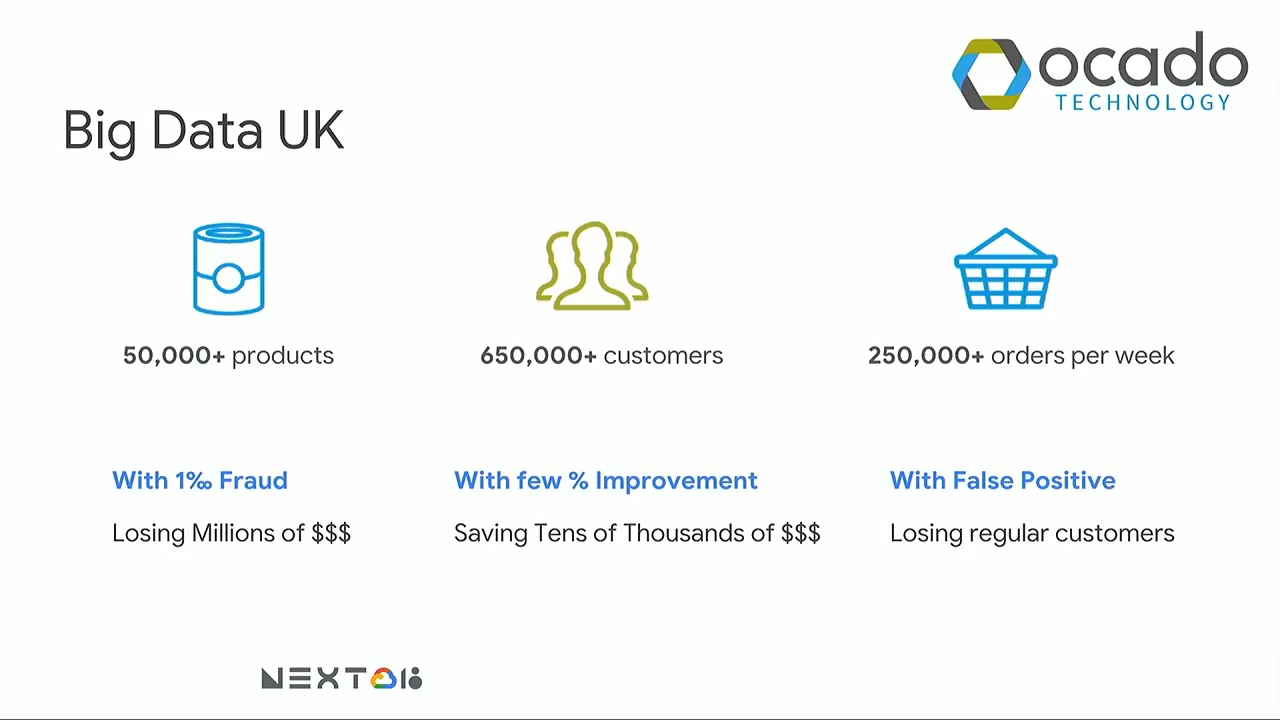 ocado
TECHNOLOGY
Big Data UK
50,000+ products
650,000+ customers
250,000+ orders per week
With 1‰ Fraud
Losing Millions of $$$
With few % Improvement
Saving Tens of Thousands of $$$
With False Positive
Losing regular customers
NEXT 18